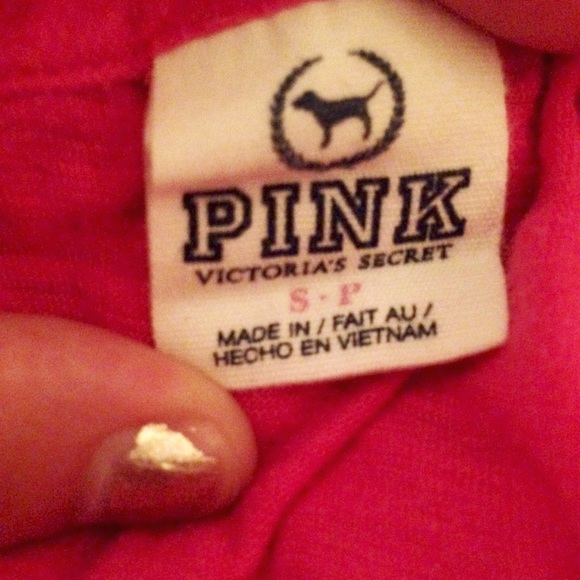 PINK
VICTORIA'S SECRET
S · P
MADE IN / FAIT AU /
HECHO EN VIETNAM